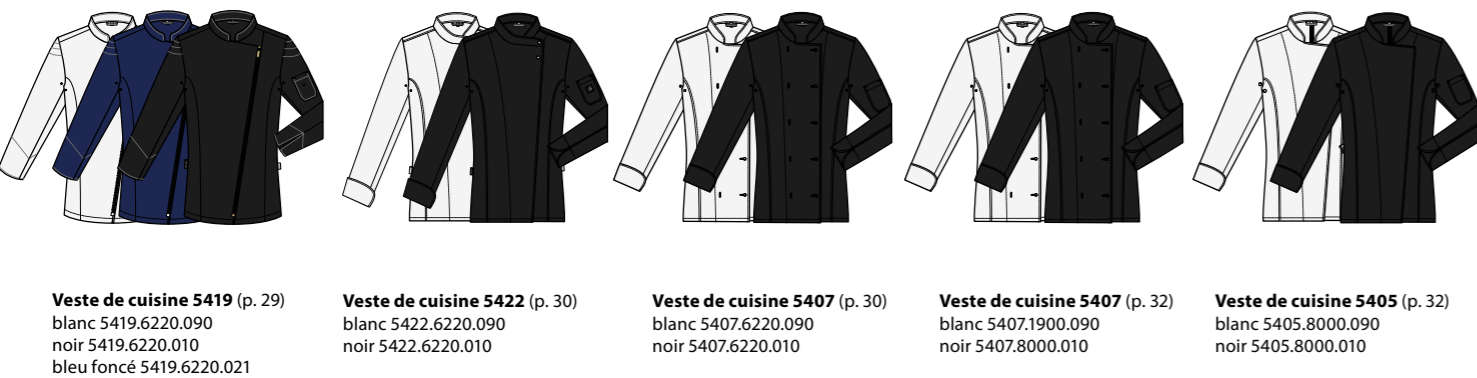 Veste de cuisine 5419 (p. 29)
blanc 5419.6220.090
noir 5419.6220.010
bleu foncé 5419.6220.021
Veste de cuisine 5422 (p. 30)
blanc 5422.6220.090
noir 5422.6220.010
Veste de cuisine 5407 (p. 30)
blanc 5407.6220.090
noir 5407.6220.010
Veste de cuisine 5407 (p. 32)
blanc 5407.1900.090
noir 5407.8000.010
Veste de cuisine 5405 (p. 32)
blanc 5405.8000.090
noir 5405.8000.010